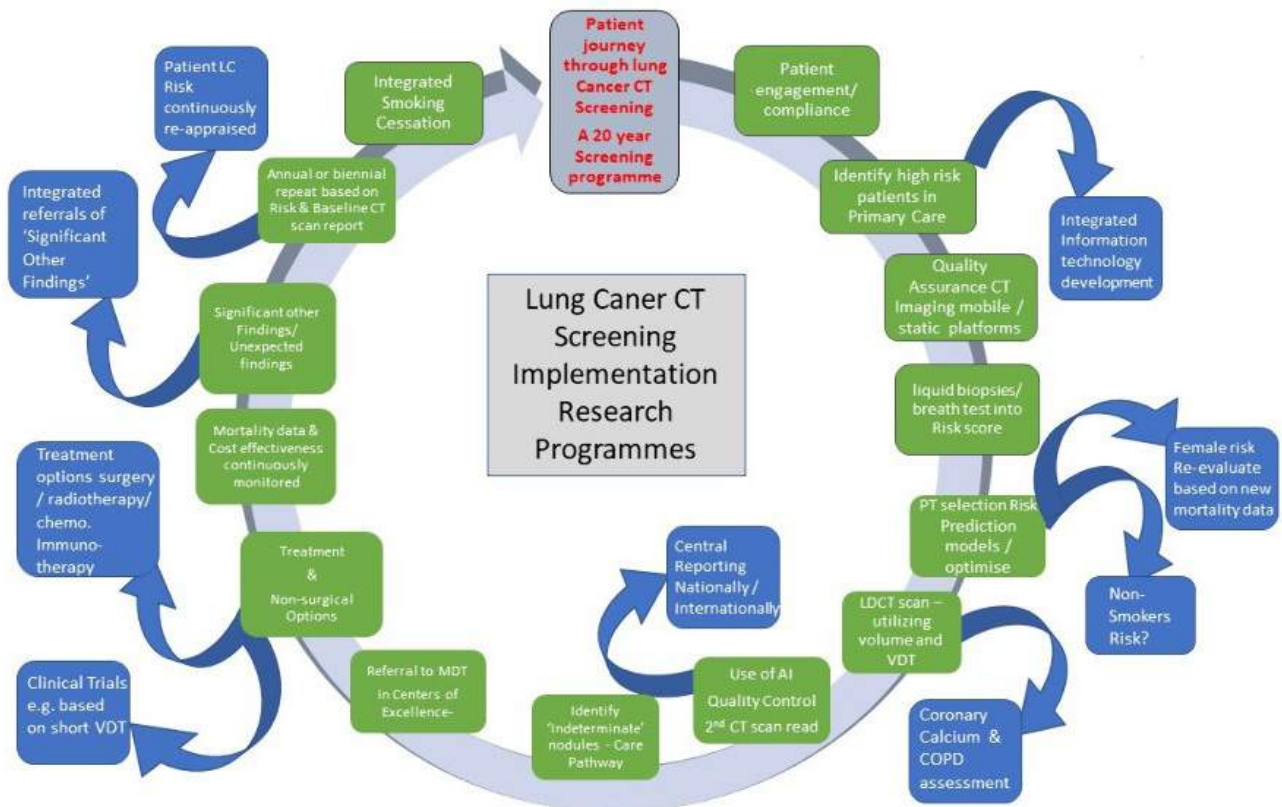 Patient
journey
through lung
Cancer CT
Screening
A 20 year
Screening
programme
Patient
engagement/
compliance
Identify high risk
patients in
Primary Care
Integrated
Information
technology
development
Quality
Assurance CT
Imaging mobile /
static platforms
liquid biopsies/
breath test into
Risk score
PT selection Risk
Prediction
models /
optimise
Female risk
Re-evaluate
based on new
mortality data
Non-
Smokers
Risk?
LDCT scan –
utilizing
volume and
VDT
Coronary
Calcium &
COPD
assessment
Use of AI
Quality Control
2nd CT scan read
Central
Reporting
Nationally /
Internationally
Identify
'Indeterminate'
nodules - Care
Pathway
Referral to MDT
in Centers of
Excellence-
Treatment
&
Non-surgical
Options
Treatment
options surgery
/ radiotherapy/
chemo.
Immuno-
therapy
Clinical Trials
e.g. based
on short VDT
Mortality data &
Cost effectiveness
continuously
monitored
Significant other
Findings/
Unexpected
findings
Integrated
referrals of
'Significant
Other
Findings'
Annual or biennial
repeat based on
Risk & Baseline CT
scan report
Patient LC
Risk
continuously
re-appraised
Integrated
Smoking
Cessation
Lung Caner CT
Screening
Implementation
Research
Programmes